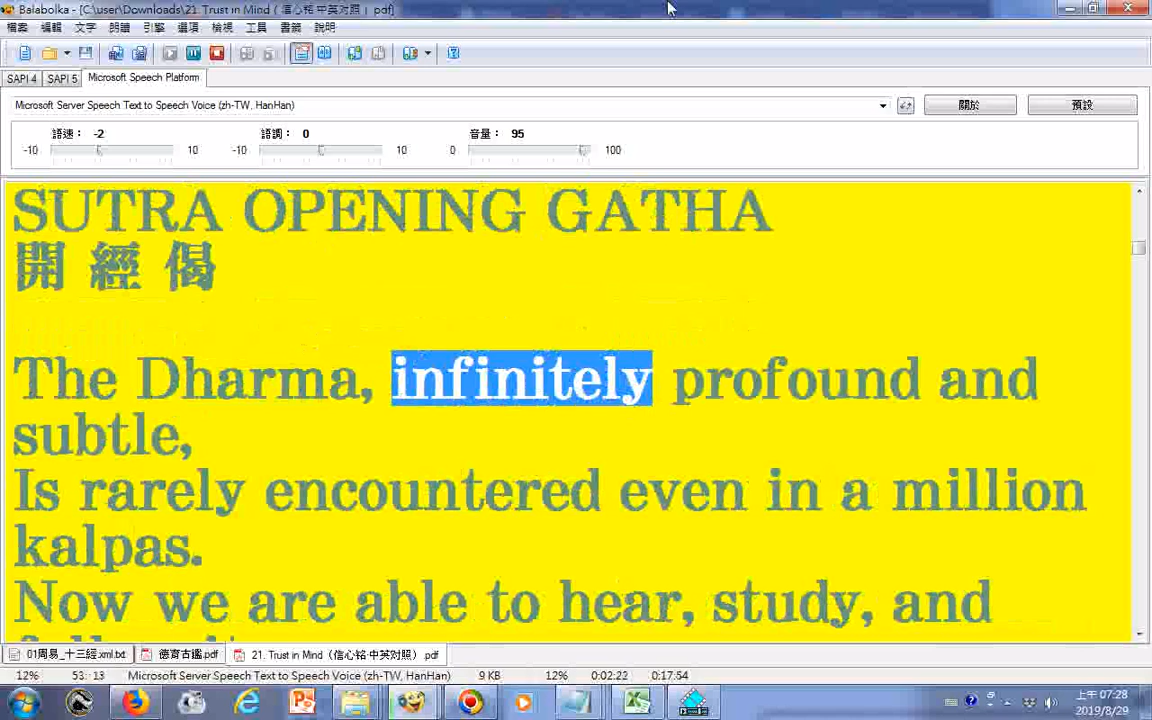 Balabolka - [C:\user\Downloads\21. Trust in Mind（信心铭·中英对照）.pdf]
檔案 編輯 文字 朗讀 引擎 選項 檢視 工具 書籤 說明
SAPI 4 SAPI 5 Microsoft Speech Platform
Microsoft Server Speech Text to Speech Voice (zh-TW, HanHan) 關於 預設
語速： -2 語調： 0 音量： 95
-10 10 -10 10 0 100
SUTRA OPENING GATHA
開 經 偈
The Dharma, infinitely profound and
subtle,
Is rarely encountered even in a million
kalpas.
Now we are able to hear, study, and
01周易_十三經.xml.txt 德育古鑑.pdf 21. Trust in Mind（信心铭·中英对照）.pdf
12% 53: 13 Microsoft Server Speech Text to Speech Voice (zh-TW, HanHan) 9 KB 12% 0:02:22 0:17:54
上午 07:28
2019/8/29